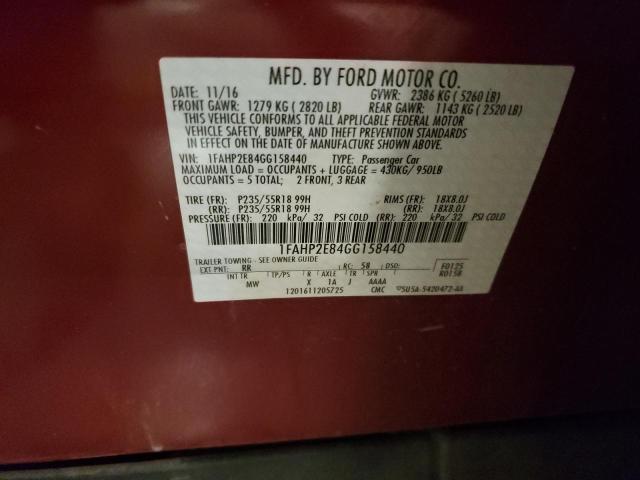 MFD. BY FORD MOTOR CO.
DATE: 11/16 GVWR: 2386 KG ( 5260 LB)
FRONT GAWR: 1279 KG ( 2820 LB) REAR GAWR: 1143 KG ( 2520 LB)
THIS VEHICLE CONFORMS TO ALL APPLICABLE FEDERAL MOTOR
VEHICLE SAFETY, BUMPER, AND THEFT PREVENTION STANDARDS
IN EFFECT ON THE DATE OF MANUFACTURE SHOWN ABOVE.
VIN: 1FAHP2E84GG158440 TYPE: Passenger Car
MAXIMUM LOAD = OCCUPANTS + LUGGAGE = 430KG/ 950LB
OCCUPANTS = 5 TOTAL; 2 FRONT, 3 REAR
TIRE (FR): P235/55R18 99H RIMS (FR): 18X8.0J
(RR): P235/55R18 99H (RR): 18X8.0J
PRESSURE (FR): 220 kPa/ 32 PSI COLD (RR): 220 kPa/ 32 PSI COLD
1FAHP2E84GG158440
TRAILER TOWING - SEE OWNER GUIDE
EXT PNT: RR RC: 58 F0125
R0158
INT TR TP/PS R AXLE TR SPR
MW X 1A J AAAA
1201611205725 CMC 5U5A-5420472-AA